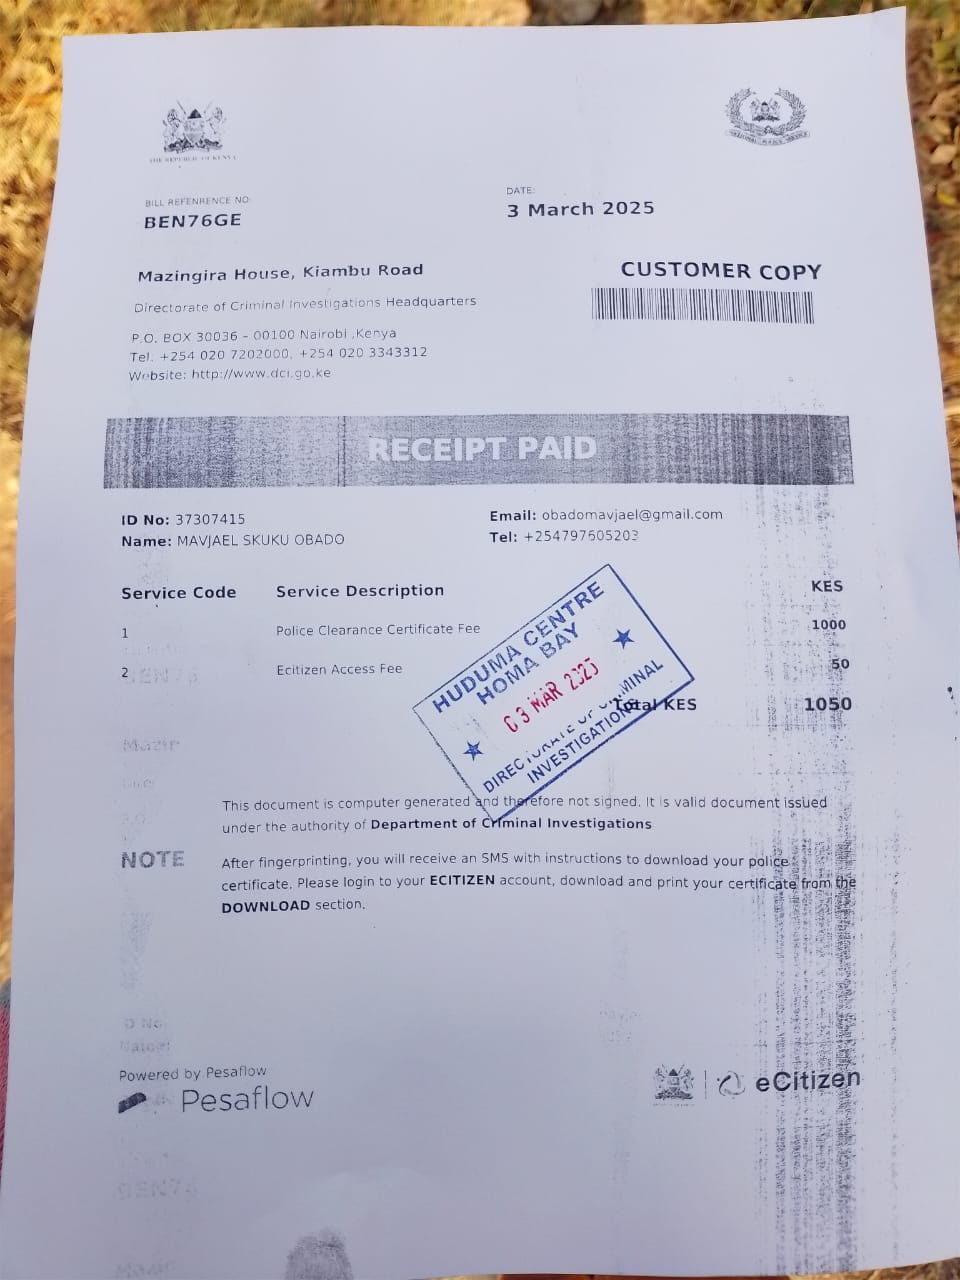 THE REPUBLIC OF KENYA
BILL REFENRENCE NO:
BEN76GE
DATE:
3 March 2025
Mazingira House, Kiambu Road
Directorate of Criminal Investigations Headquarters
P.O. BOX 30036 - 00100 Nairobi ,Kenya
Tel. +254 020 7202000, +254 020 3343312
Website: http://www.dci.go.ke
CUSTOMER COPY
RECEIPT PAID
ID No: 37307415
Name: MAVJAEL SKUKU OBADO
Email: obadomavjael@gmail.com
Tel: +254797505203
Service Code Service Description KES
1 Police Clearance Certificate Fee 1000
2 Ecitizen Access Fee 50
Total KES 1050
HUDUMA CENTRE
HOMA BAY
03 MAR 2025
DIRECTORATE OF CRIMINAL
INVESTIGATIONS
This document is computer generated and therefore not signed. It is valid document issued
under the authority of Department of Criminal Investigations
NOTE
After fingerprinting, you will receive an SMS with instructions to download your police
certificate. Please login to your ECITIZEN account, download and print your certificate from the
DOWNLOAD section.
Powered by Pesaflow
Pesaflow
eCitizen